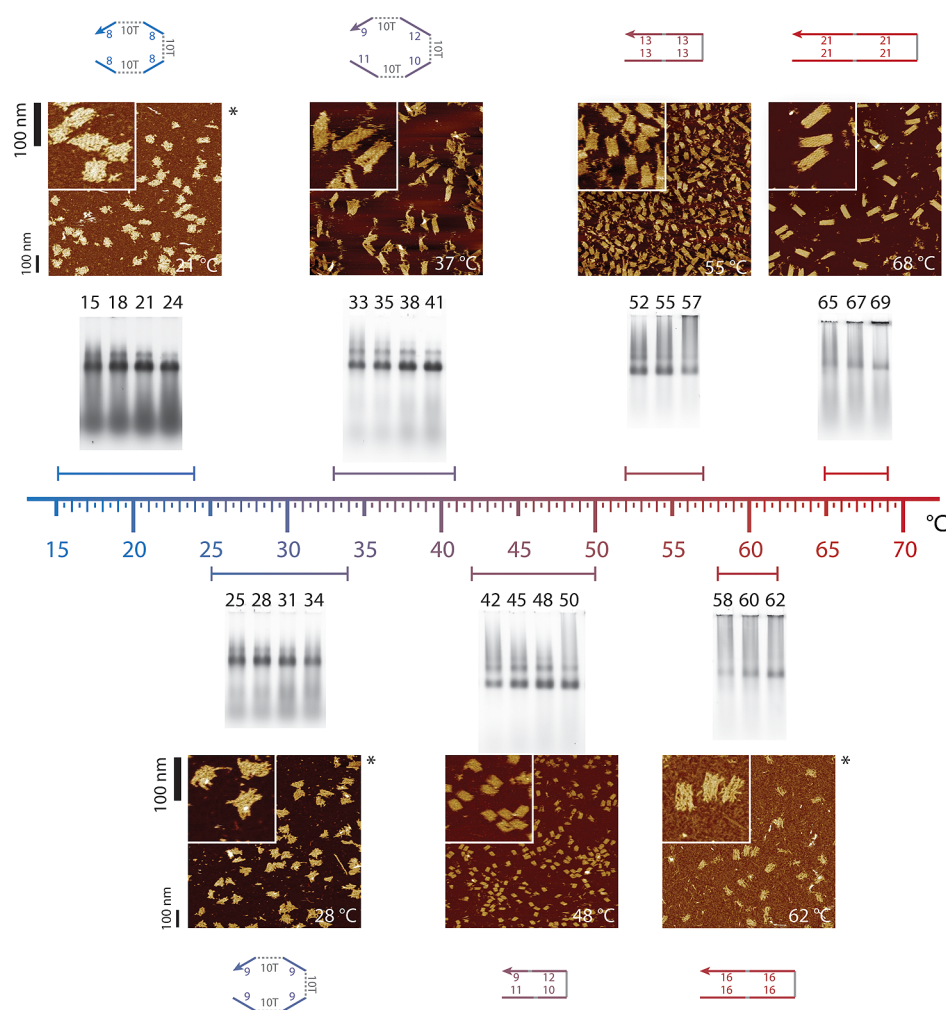 8 10T 8 10T 8 10T 8
9 10T 12 10T 11 10T 10
13 13
13 13
21 21
21 21
100 nm
*
100 nm
21 °C
37 °C
55 °C
68 °C
15 18 21 24
33 35 38 41
52 55 57
65 67 69
°C
15 20 25 30 35 40 45 50 55 60 65 70
25 28 31 34
42 45 48 50
58 60 62
100 nm
*
*
100 nm
28 °C
48 °C
62 °C
9 10T 9 10T 9 10T 9
9 12
11 10
16 16
16 16